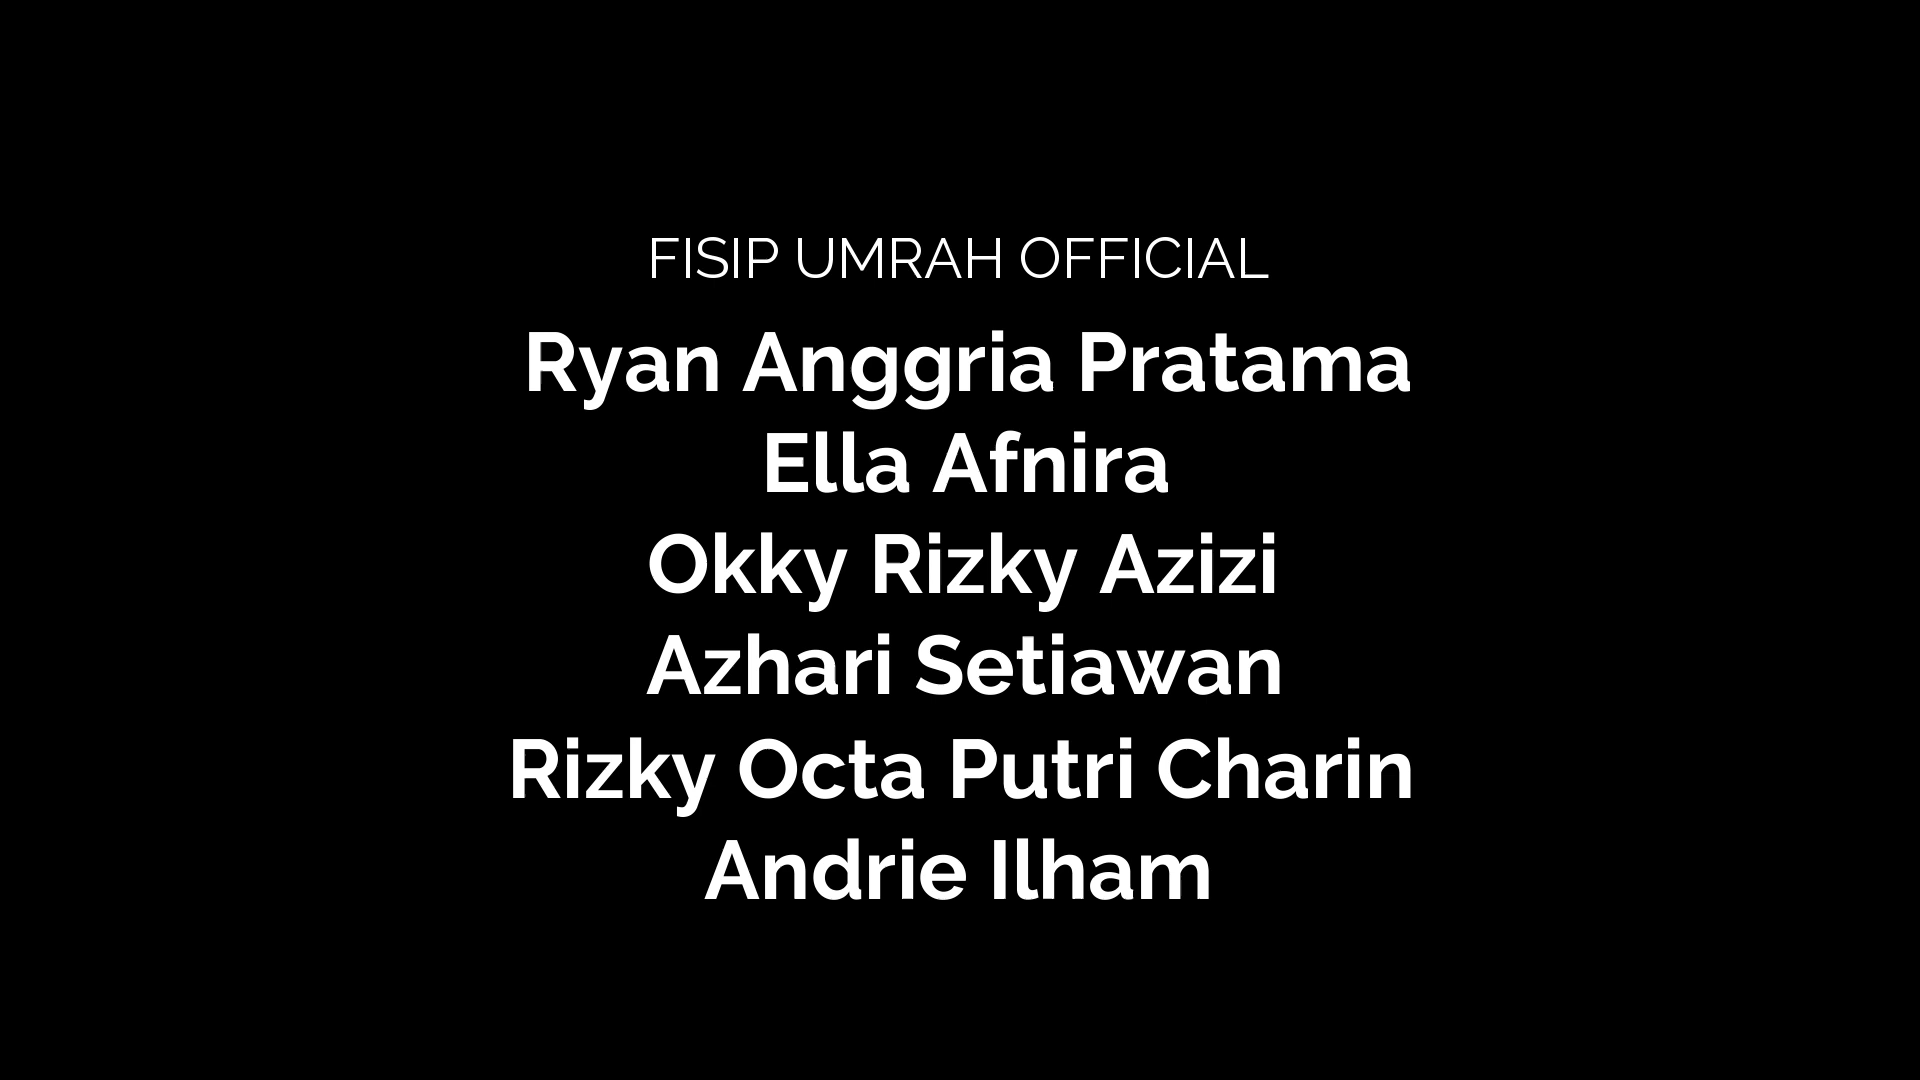 FISIP UMRAH OFFICIAL
Ryan Anggria Pratama
Ella Afnira
Okky Rizky Azizi
Azhari Setiawan
Rizky Octa Putri Charin
Andrie Ilham